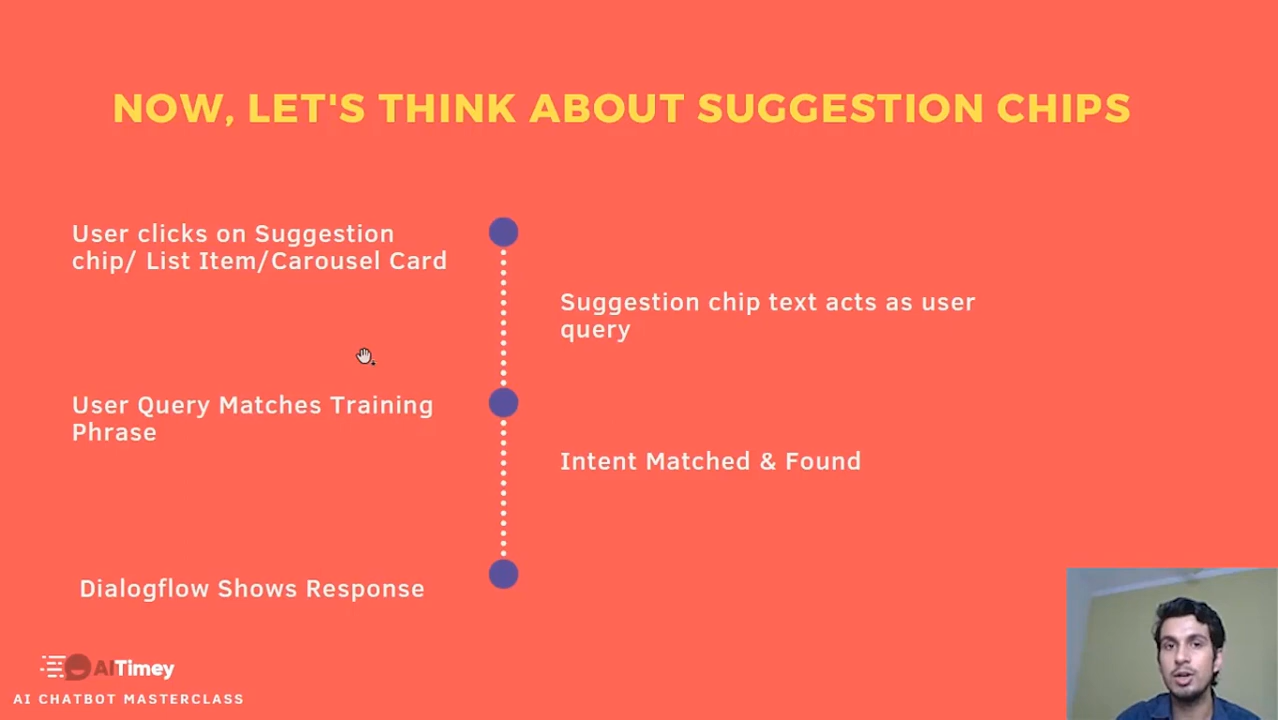 NOW, LET'S THINK ABOUT SUGGESTION CHIPS
User clicks on Suggestion
chip/ List Item/Carousel Card
Suggestion chip text acts as user
query
User Query Matches Training
Phrase
Intent Matched & Found
Dialogflow Shows Response
AITimey
AI CHATBOT MASTERCLASS